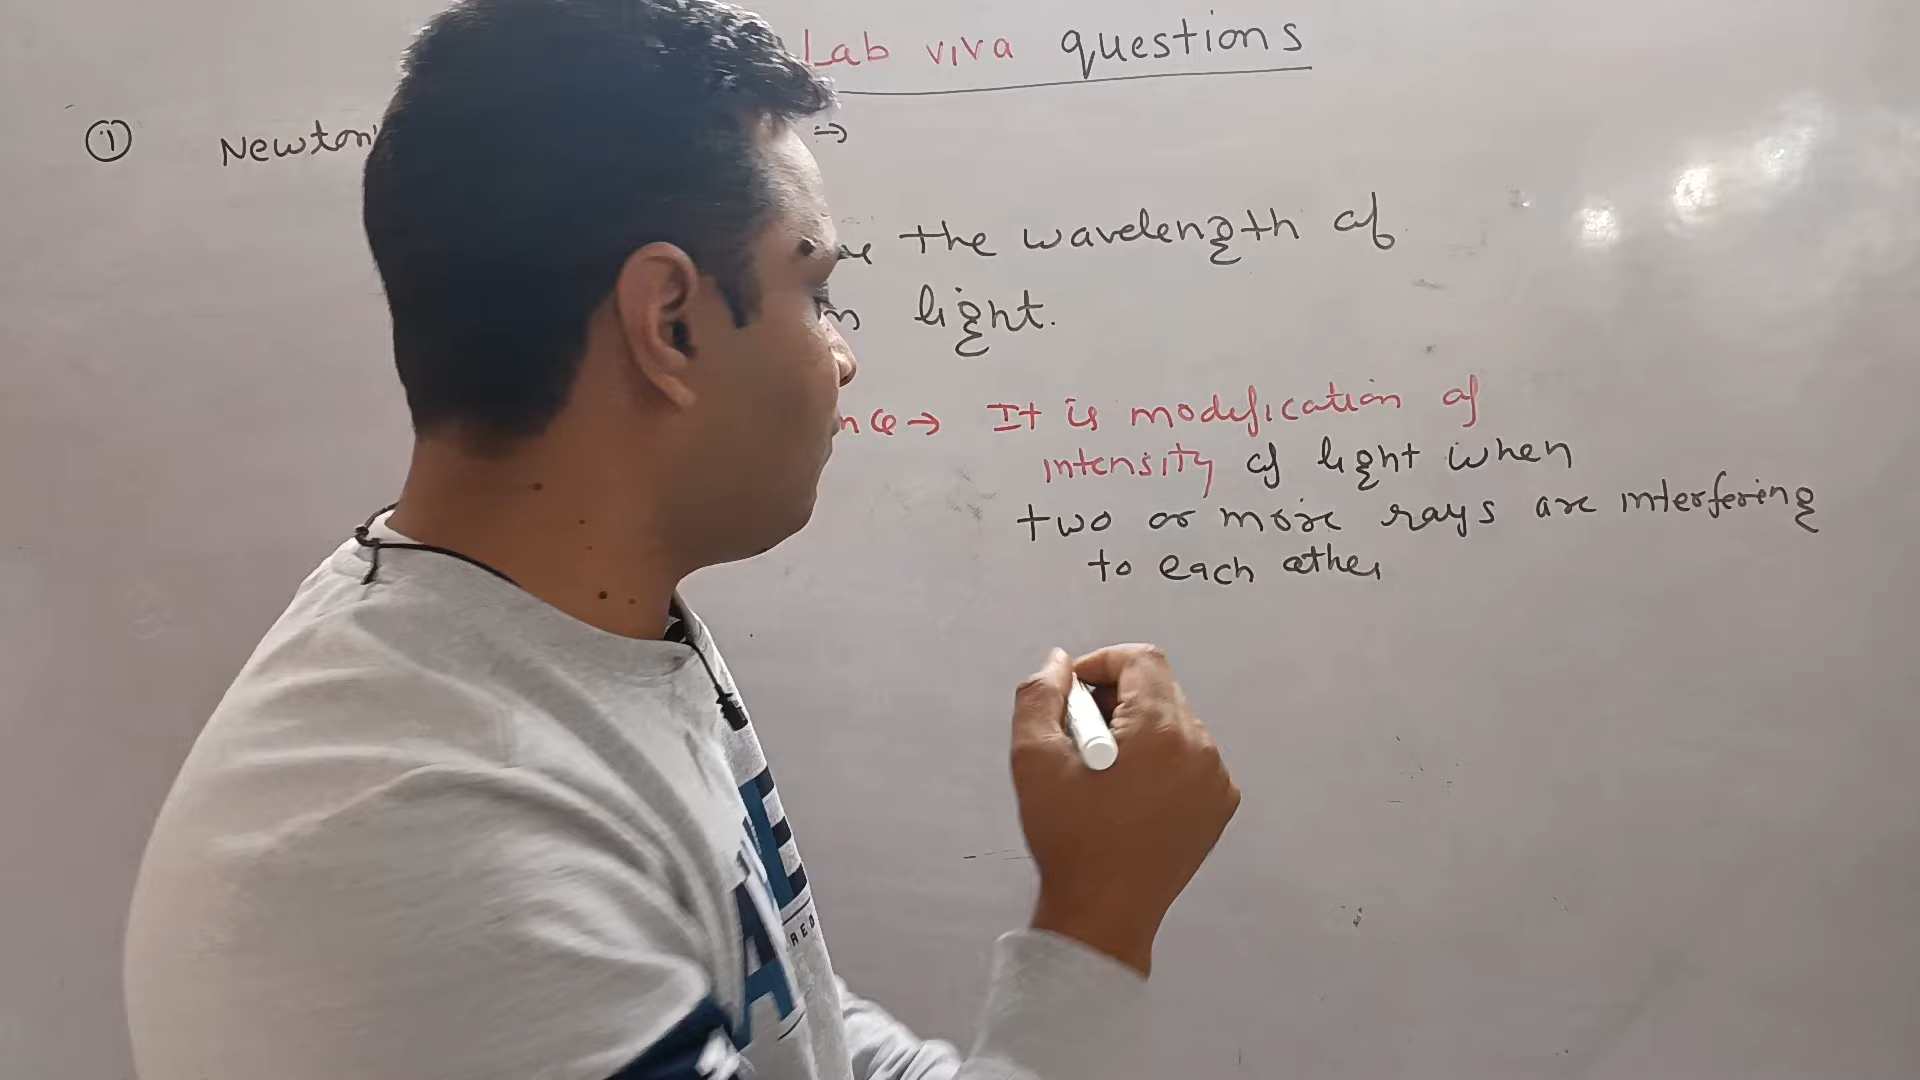 Lab viva questions
① Newton' ⇒
the wavelength of
light.
→ It is modification of
intensity of light when
two or more rays are interfering
to each other
RED